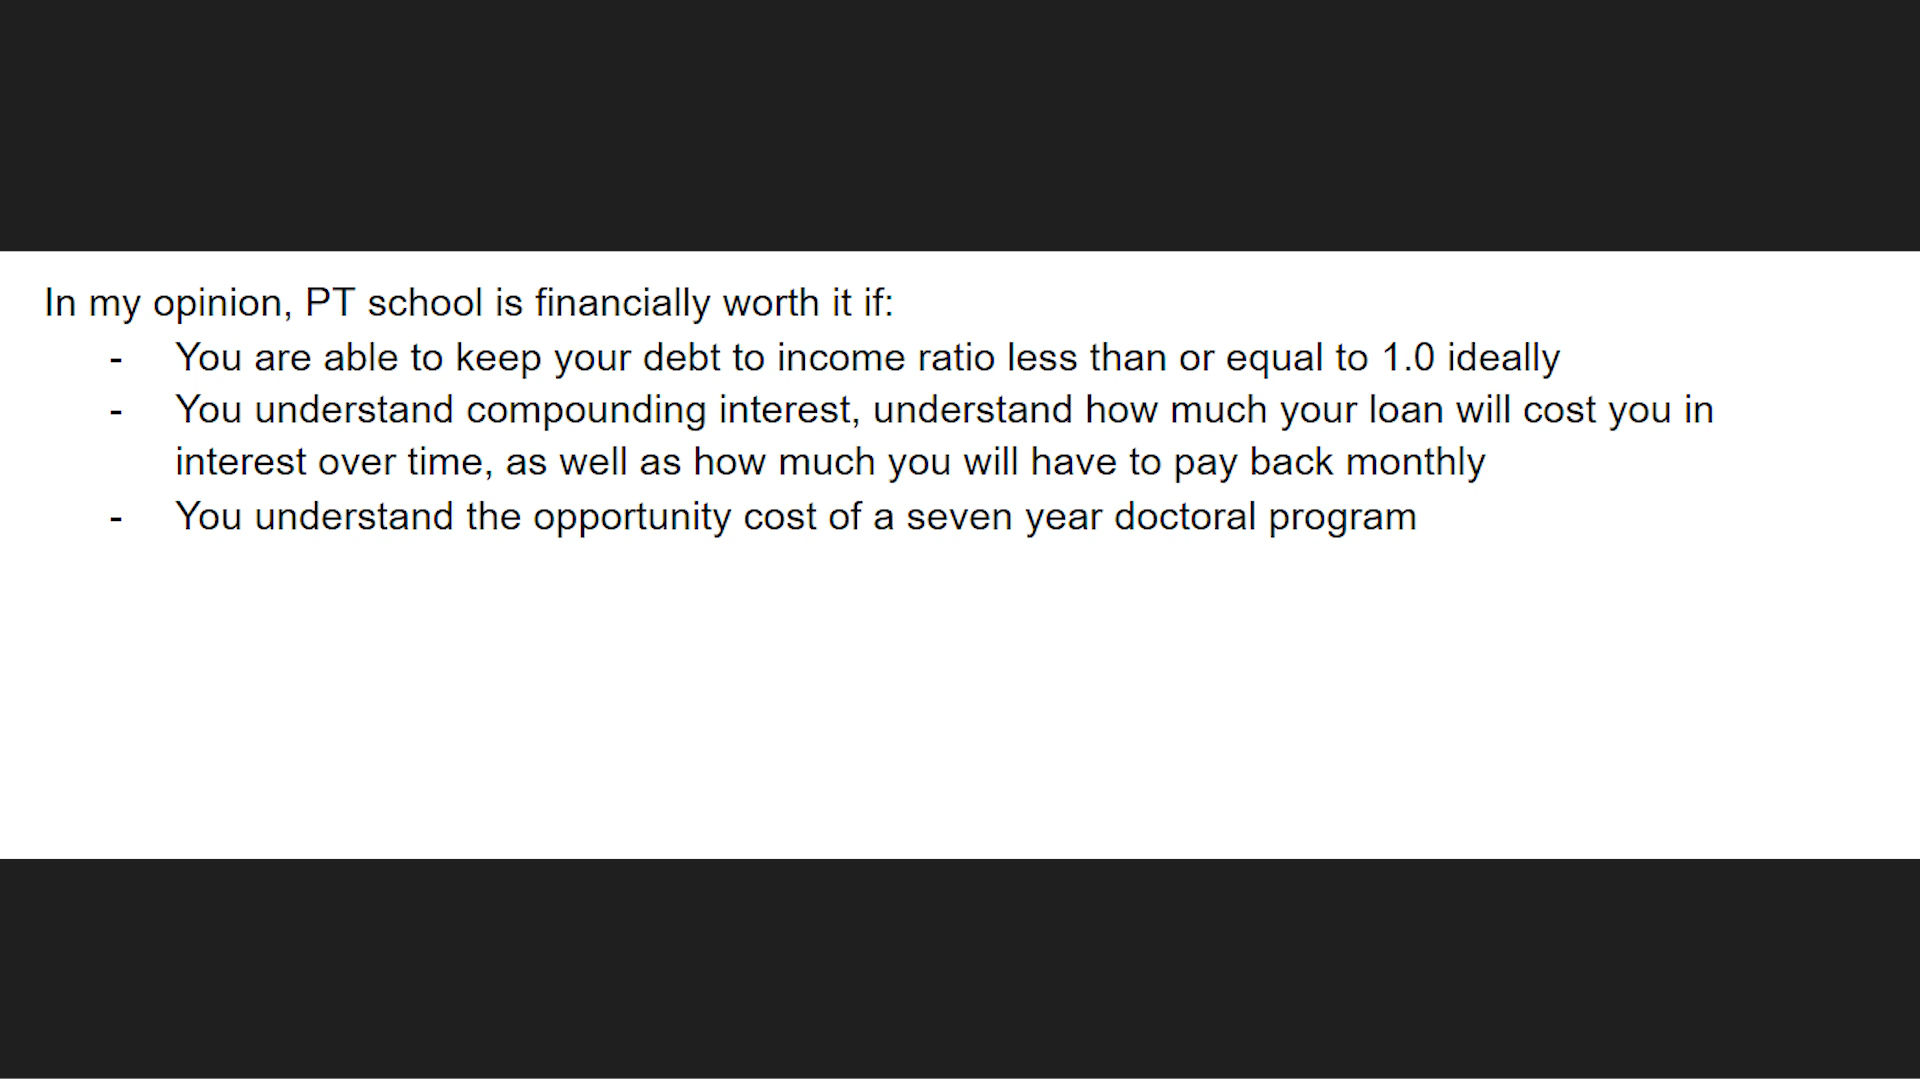 In my opinion, PT school is financially worth it if:
- You are able to keep your debt to income ratio less than or equal to 1.0 ideally
- You understand compounding interest, understand how much your loan will cost you in
interest over time, as well as how much you will have to pay back monthly
- You understand the opportunity cost of a seven year doctoral program